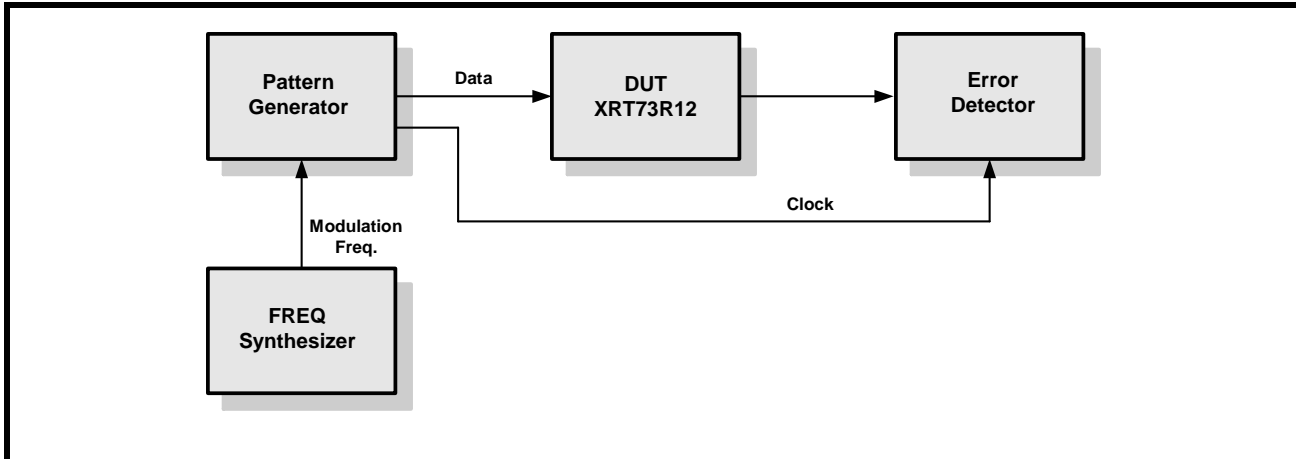 Pattern
Generator
Data
DUT
XRT73R12
Error
Detector
Clock
Modulation
Freq.
FREQ
Synthesizer